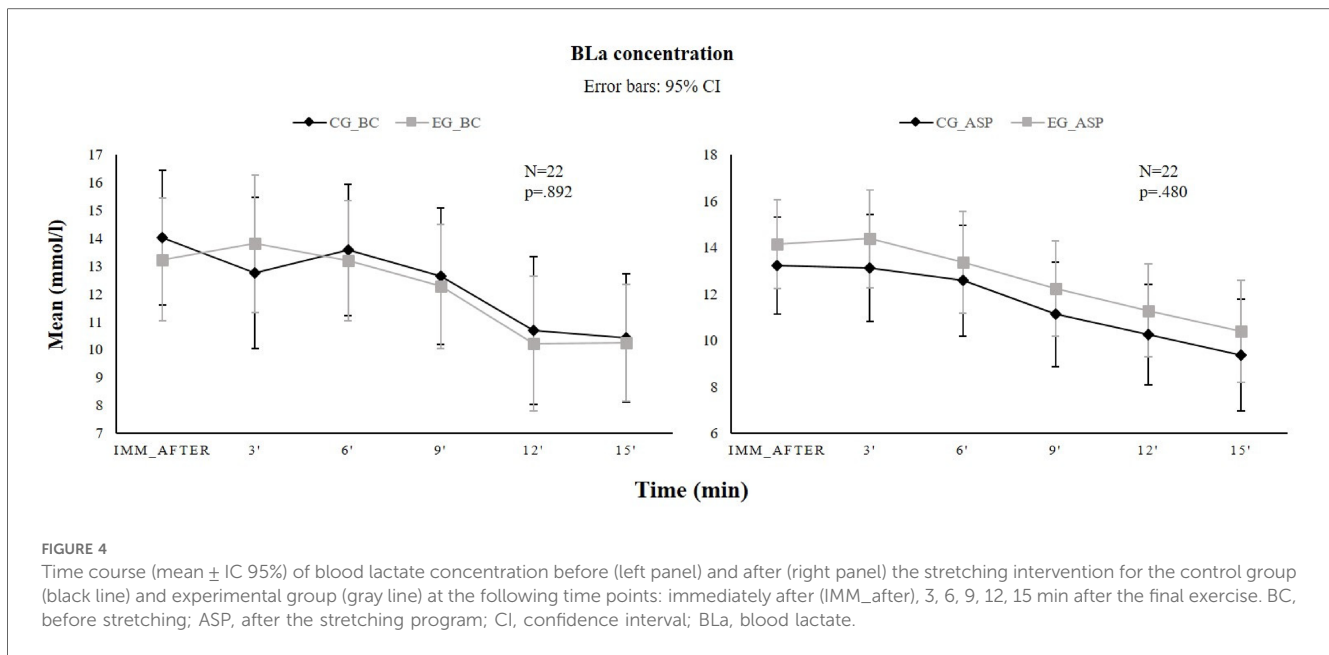 BLa concentration
Error bars: 95% CI
CG_BC EG_BC
CG_ASP EG_ASP
Mean (mmol/l)
17
16
15
14
13
12
11
10
9
8
7
N=22
p=.892
IMM_AFTER 3' 6' 9' 12' 15'
18
16
14
12
10
8
6
N=22
p=.480
IMM_AFTER 3' 6' 9' 12' 15'
Time (min)
FIGURE 4
Time course (mean ± IC 95%) of blood lactate concentration before (left panel) and after (right panel) the stretching intervention for the control group
(black line) and experimental group (gray line) at the following time points: immediately after (IMM_after), 3, 6, 9, 12, 15 min after the final exercise. BC,
before stretching; ASP, after the stretching program; CI, confidence interval; BLa, blood lactate.